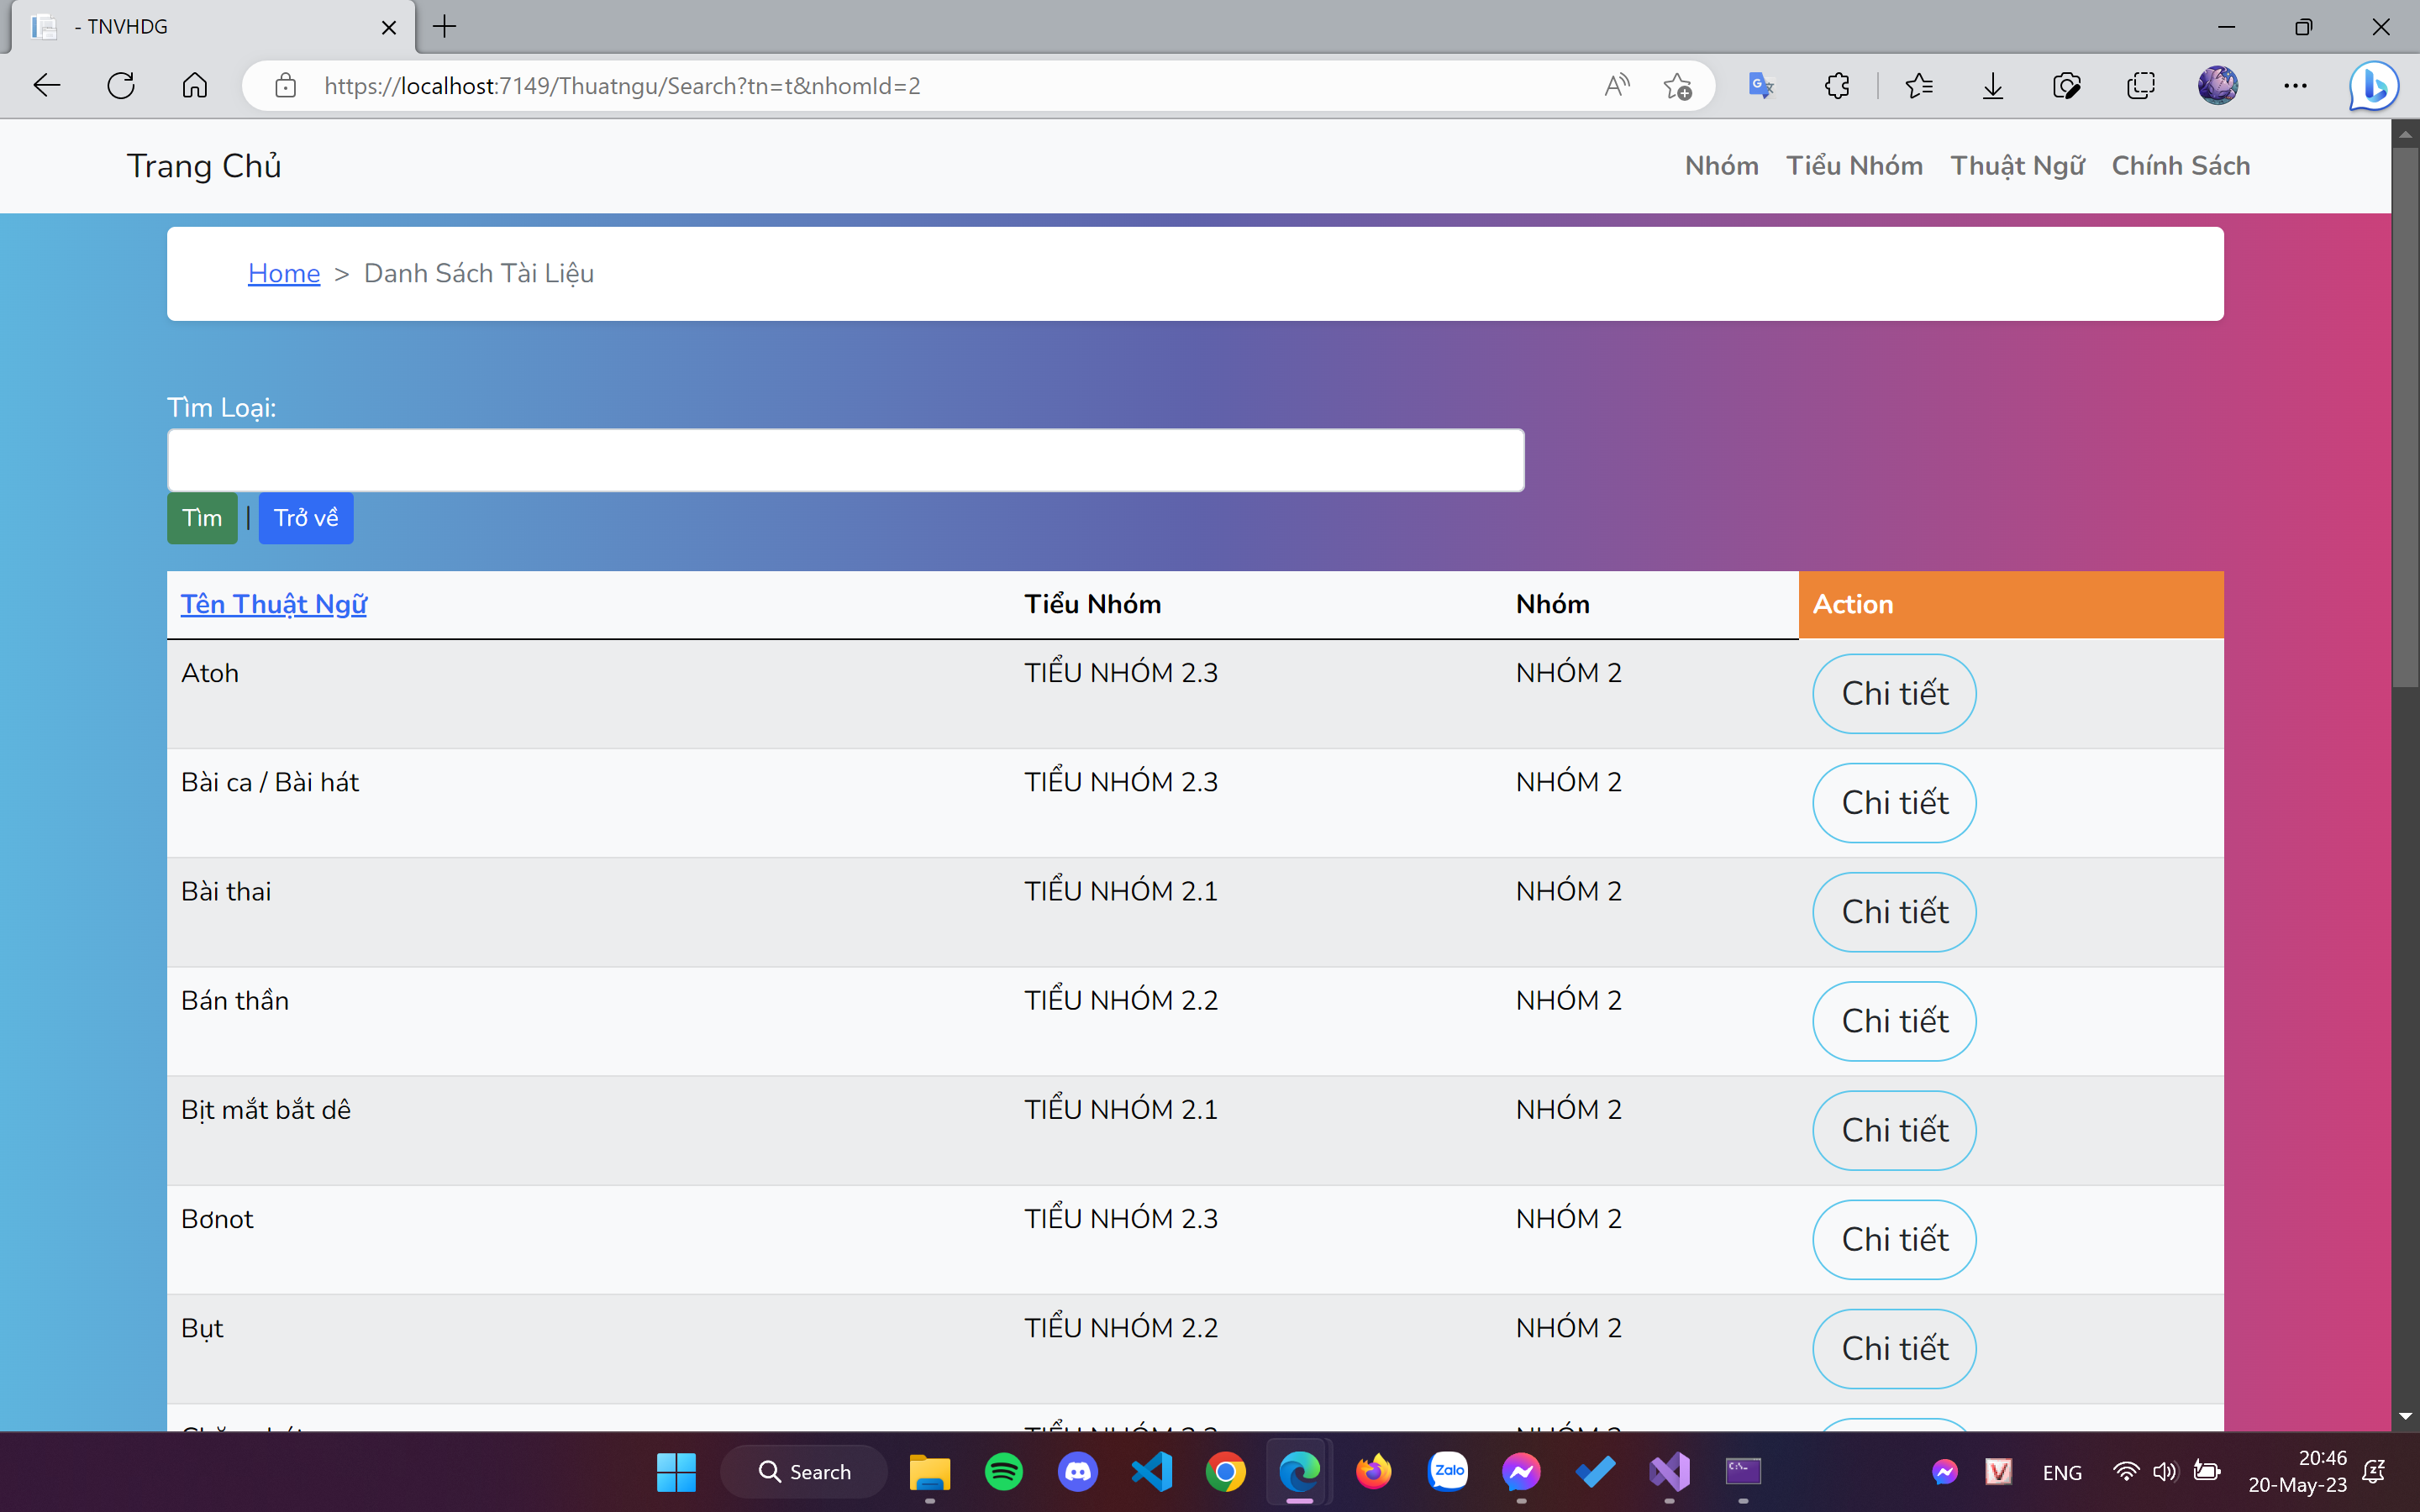 - TNVHDG
https://localhost:7149/Thuatngu/Search?tn=t&nhomId=2
Trang Chủ
Nhóm Tiểu Nhóm Thuật Ngữ Chính Sách
Home > Danh Sách Tài Liệu
Tìm Loại:
Tìm | Trở về
Tên Thuật Ngữ Tiểu Nhóm Nhóm Action
Atoh TIỂU NHÓM 2.3 NHÓM 2 Chi tiết
Bài ca / Bài hát TIỂU NHÓM 2.3 NHÓM 2 Chi tiết
Bài thai TIỂU NHÓM 2.1 NHÓM 2 Chi tiết
Bán thần TIỂU NHÓM 2.2 NHÓM 2 Chi tiết
Bịt mắt bắt dê TIỂU NHÓM 2.1 NHÓM 2 Chi tiết
Bơnot TIỂU NHÓM 2.3 NHÓM 2 Chi tiết
Bụt TIỂU NHÓM 2.2 NHÓM 2 Chi tiết
Search
Zalo
ENG
20:46
20-May-23